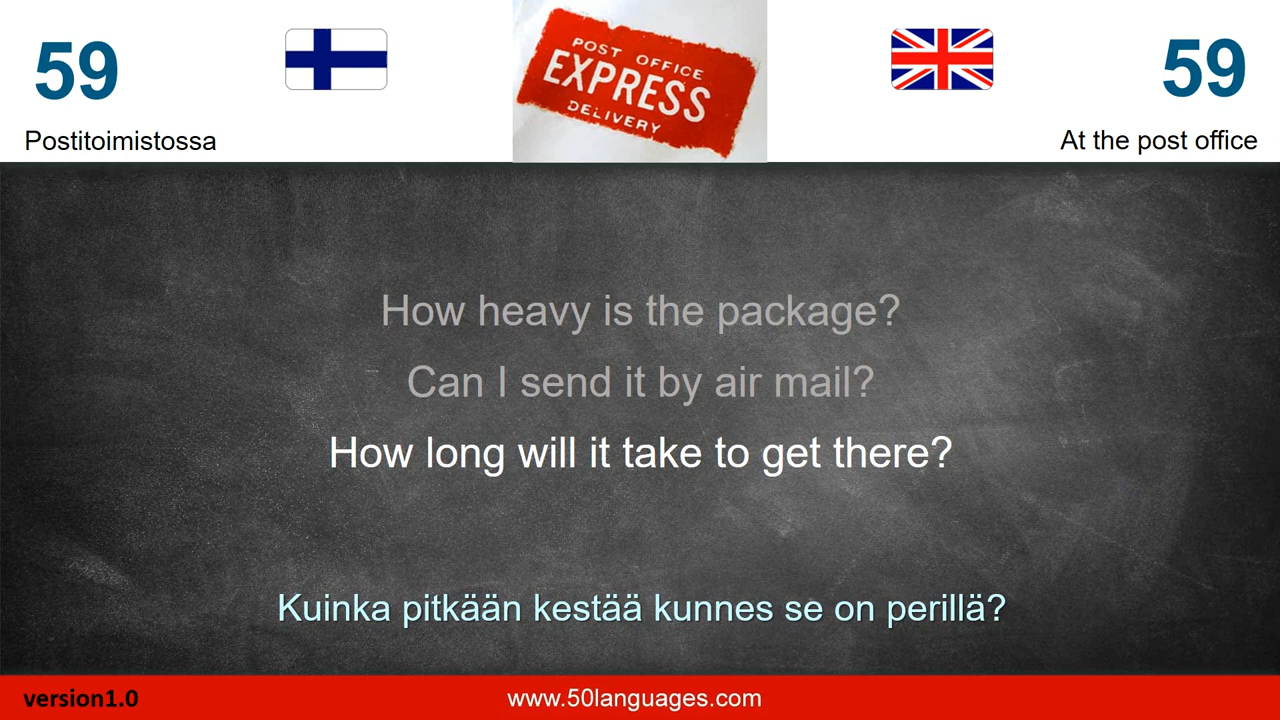 59
Postitoimistossa
POST OFFICE
EXPRESS
DELIVERY
59
At the post office
How heavy is the package?
Can I send it by air mail?
How long will it take to get there?
Kuinka pitkään kestää kunnes se on perillä?
version1.0
www.50languages.com